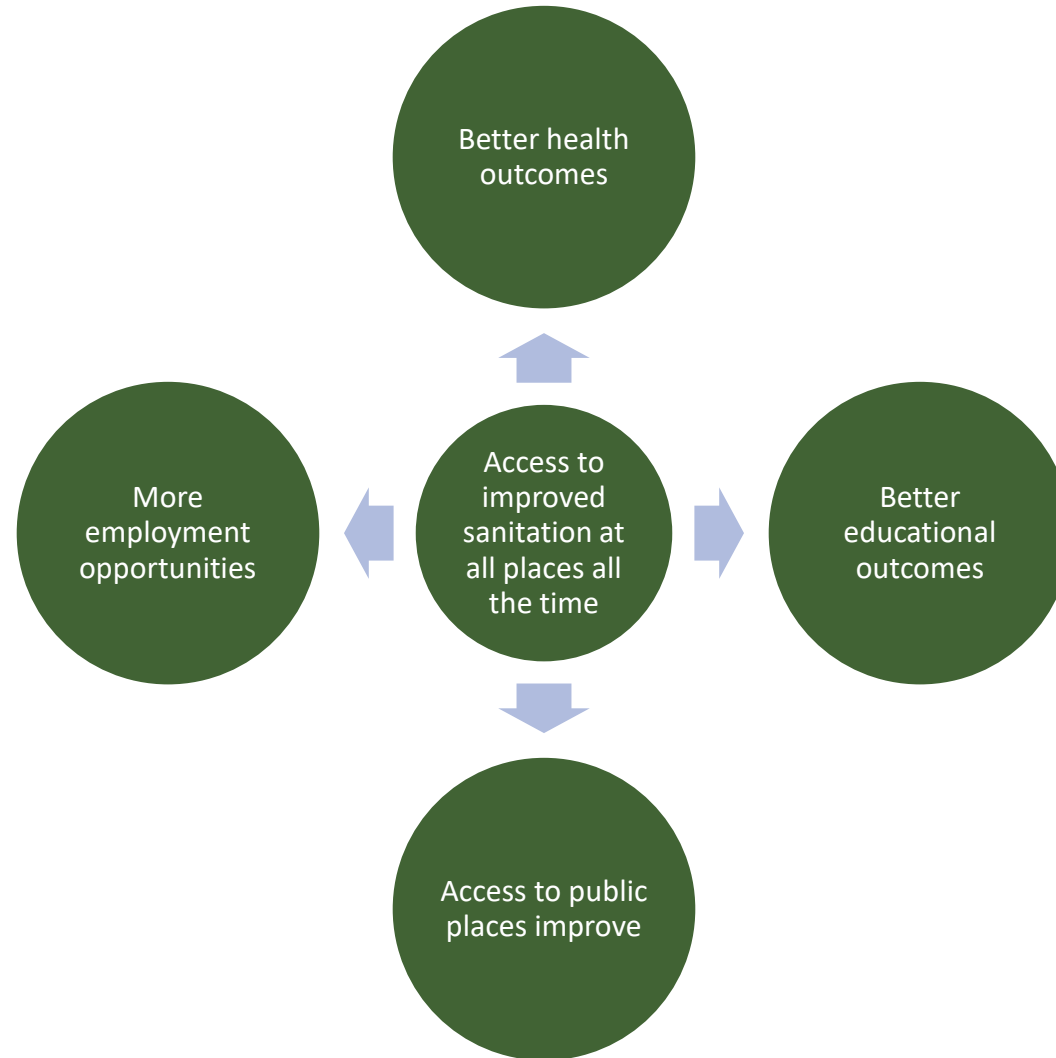 Better health
outcomes
More
employment
opportunities
Access to
improved
sanitation at
all places all
the time
Better
educational
outcomes
Access to public
places improve